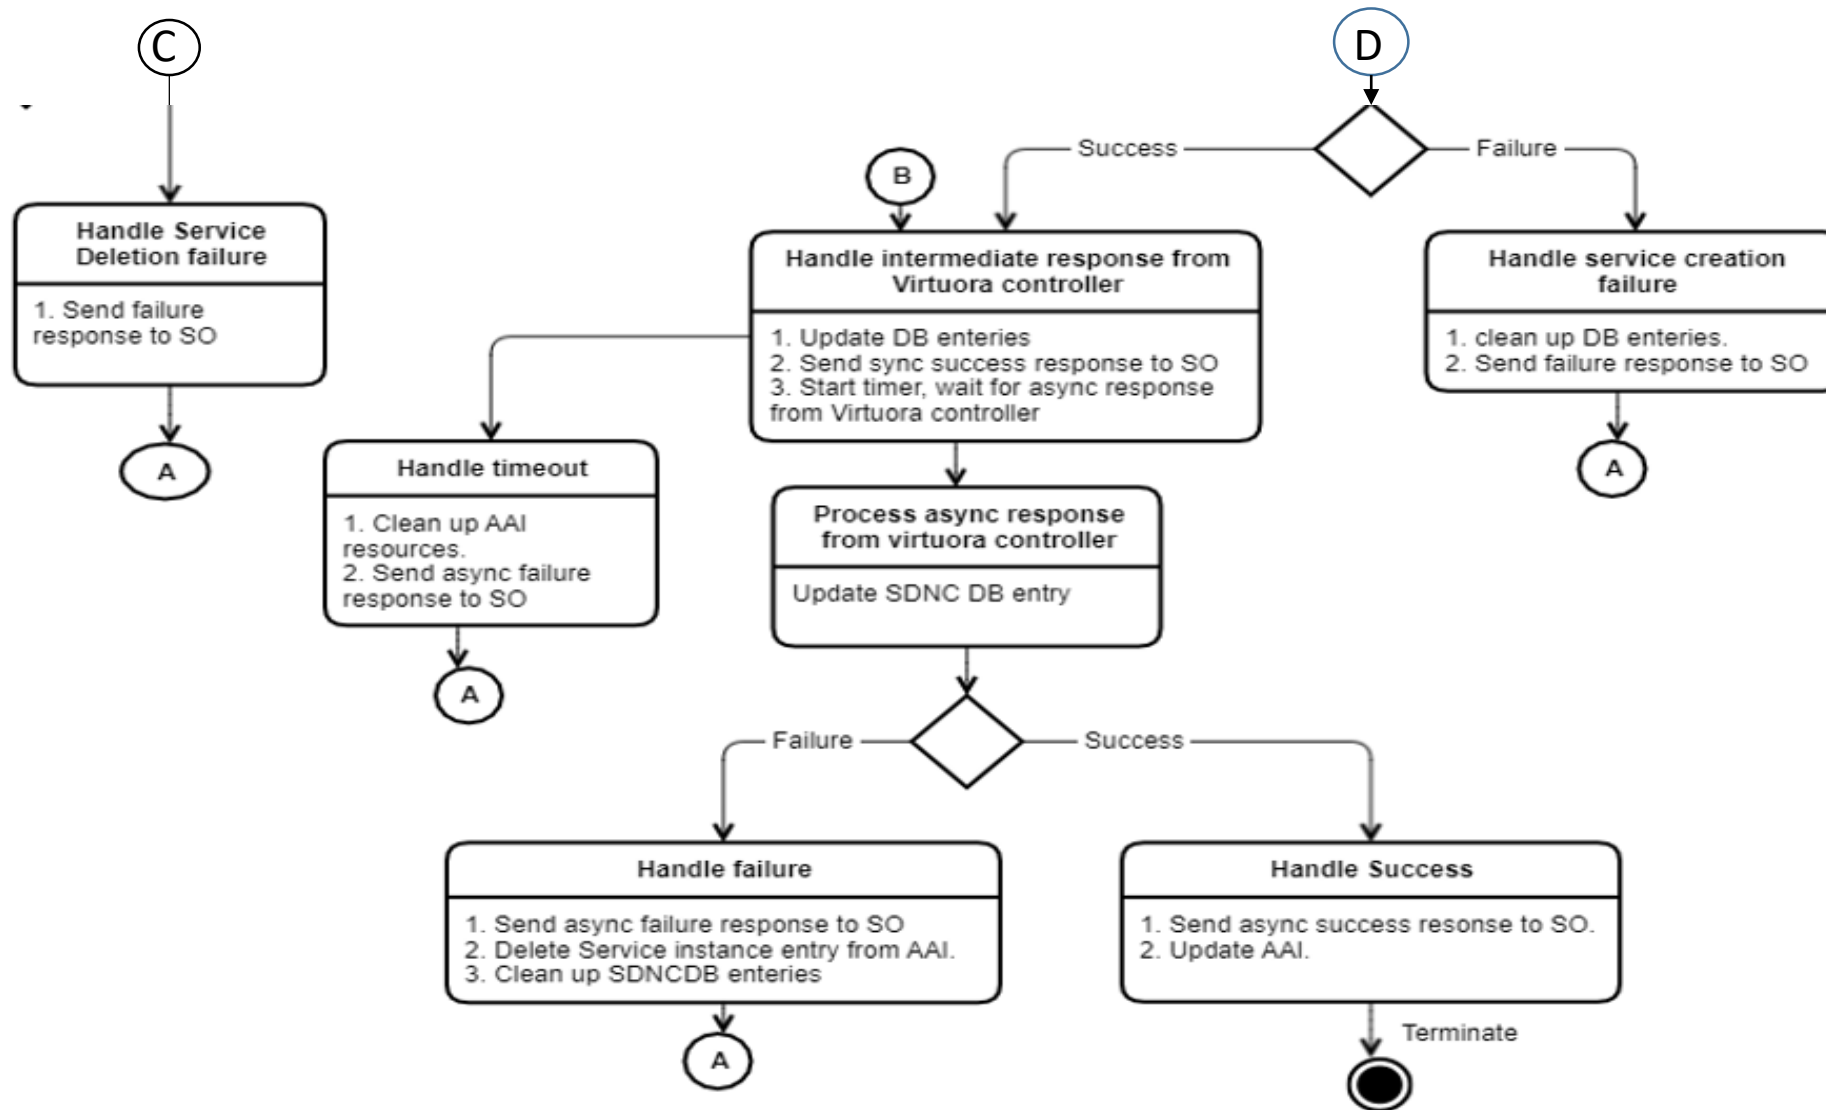 C
D
Success
Failure
B
Handle Service
Deletion failure
1. Send failure
response to SO
A
Handle intermediate response from
Virtuora controller
1. Update DB enteries
2. Send sync success response to SO
3. Start timer, wait for async response
from Virtuora controller
Handle service creation
failure
1. clean up DB enteries.
2. Send failure response to SO
A
Handle timeout
1. Clean up AAI
resources.
2. Send async failure
response to SO
A
Process async response
from virtuora controller
Update SDNC DB entry
Failure
Success
Handle failure
1. Send async failure response to SO
2. Delete Service instance entry from AAI.
3. Clean up SDNCDB enteries
A
Handle Success
1. Send async success resonse to SO.
2. Update AAI.
Terminate